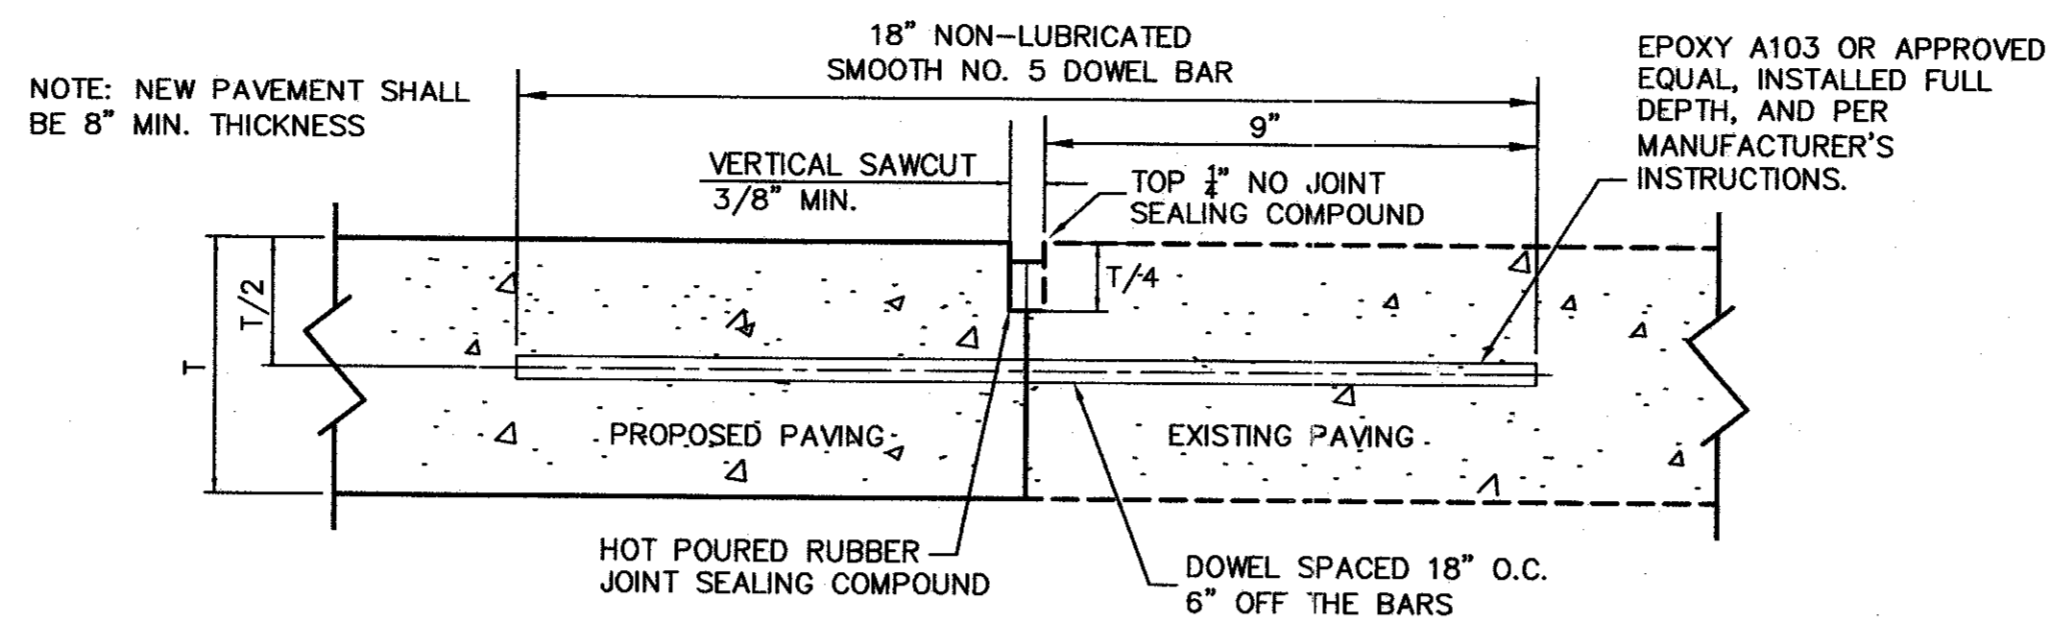 18" NON-LUBRICATED
SMOOTH NO. 5 DOWEL BAR
NOTE: NEW PAVEMENT SHALL
BE 8" MIN. THICKNESS
EPOXY A103 OR APPROVED
EQUAL, INSTALLED FULL
DEPTH, AND PER
MANUFACTURER'S
INSTRUCTIONS.
9"
VERTICAL SAWCUT
3/8" MIN.
TOP 1/4" NO JOINT
SEALING COMPOUND
T/4
T/2
T
PROPOSED PAVING
EXISTING PAVING
HOT POURED RUBBER
JOINT SEALING COMPOUND
DOWEL SPACED 18" O.C.
6" OFF THE BARS